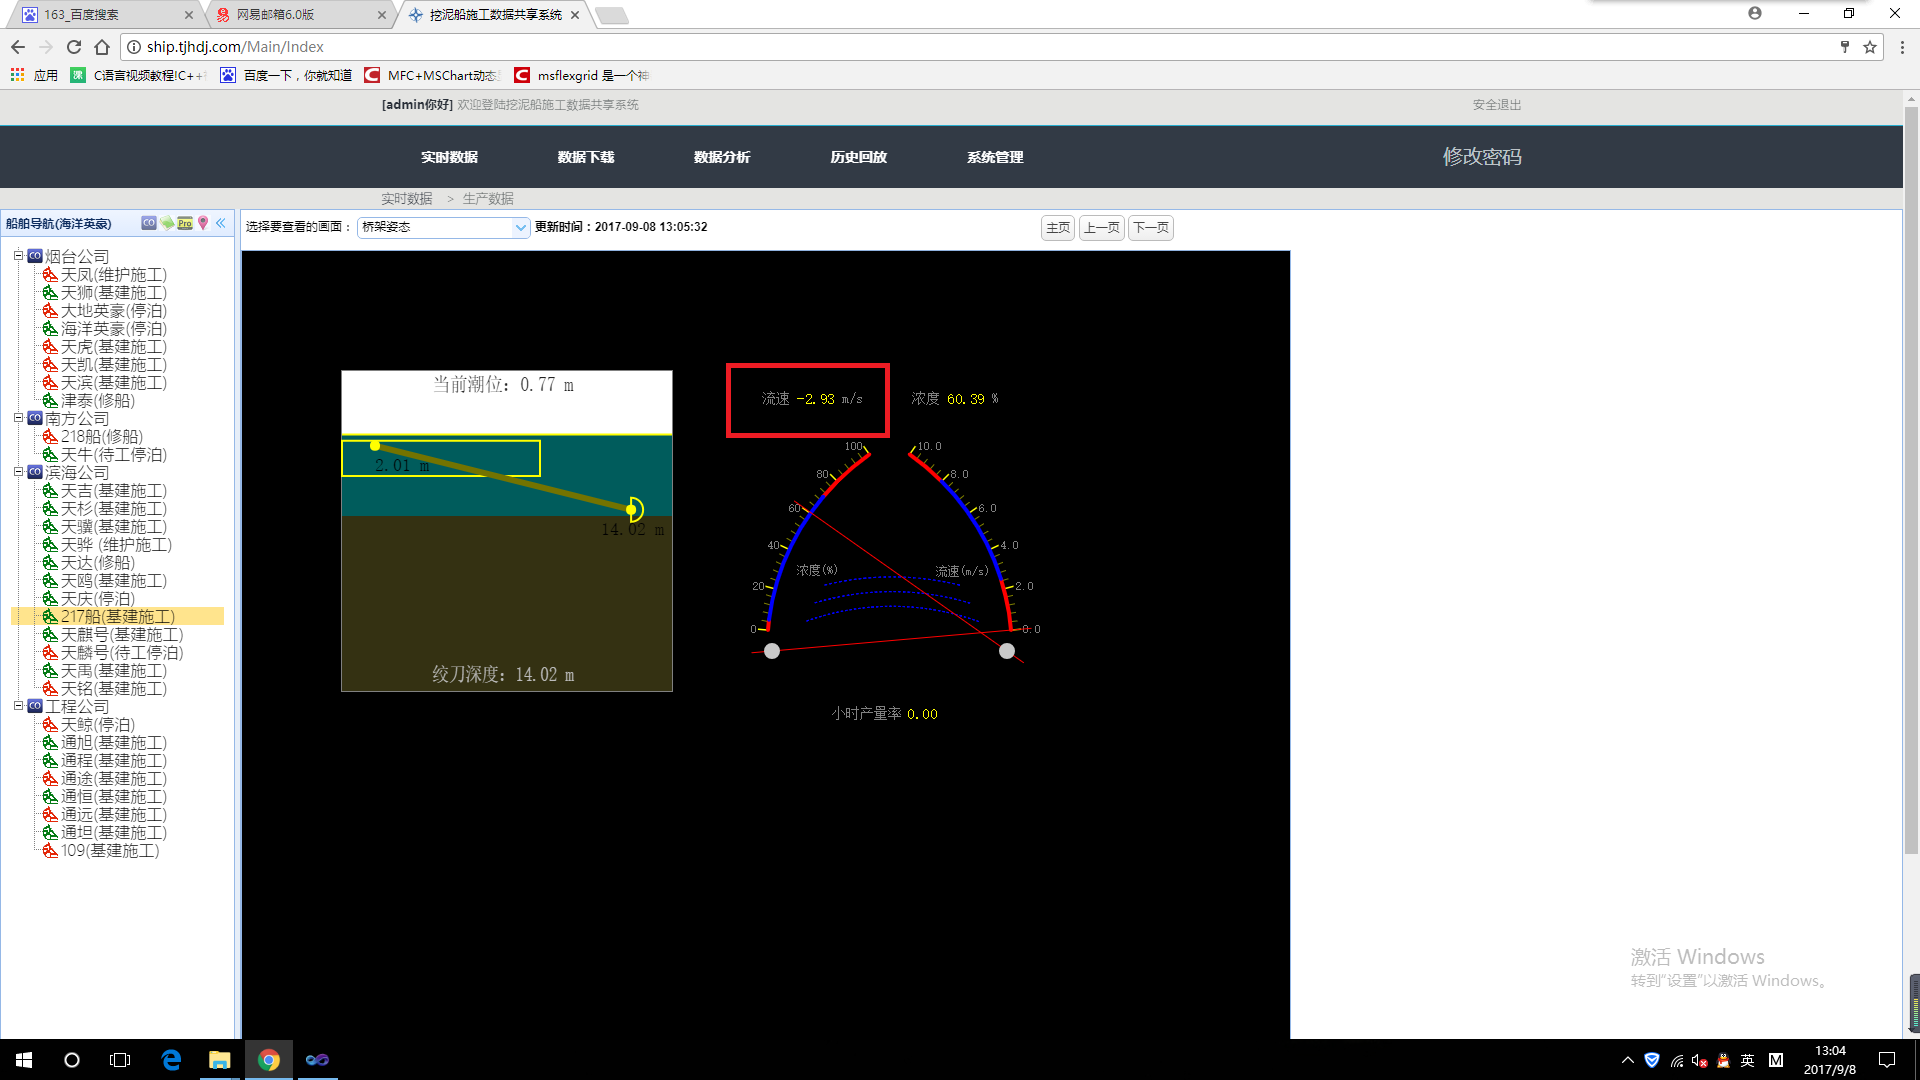 163_百度搜索
网易邮箱6.0版
挖泥船施工数据共享系统
ship.tjhdj.com/Main/Index
应用
C语言视频教程!C++
百度一下，你就知道
MFC+MSChart动态
msflexgrid 是一个神
[admin你好] 欢迎登陆挖泥船施工数据共享系统
安全退出
实时数据
数据下载
数据分析
历史回放
系统管理
修改密码
实时数据 > 生产数据
船舶导航(海洋英豪)
CO
Pro
选择要查看的画面：
桥架姿态
更新时间：2017-09-08 13:05:32
主页
上一页
下一页
CO 烟台公司
天凤(维护施工)
天狮(基建施工)
大地英豪(停泊)
海洋英豪(停泊)
天虎(基建施工)
天凯(基建施工)
天滨(基建施工)
津泰(修船)
CO 南方公司
218船(修船)
天牛(待工停泊)
CO 滨海公司
天吉(基建施工)
天杉(基建施工)
天骥(基建施工)
天骅 (维护施工)
天达(修船)
天鸥(基建施工)
天庆(停泊)
217船(基建施工)
天麒号(基建施工)
天麟号(待工停泊)
天禹(基建施工)
天铭(基建施工)
CO 工程公司
天鲸(停泊)
通旭(基建施工)
通程(基建施工)
通途(基建施工)
通恒(基建施工)
通远(基建施工)
通坦(基建施工)
109(基建施工)
当前潮位: 0.77 m
2.01 m
14.02 m
绞刀深度: 14.02 m
流速 -2.93 m/s
浓度 60.39 %
100
80
60
40
20
0
浓度(%)
10.0
8.0
6.0
4.0
2.0
0.0
流速(m/s)
小时产量率 0.00
激活 Windows
转到“设置”以激活 Windows。
英
M
13:04
2017/9/8